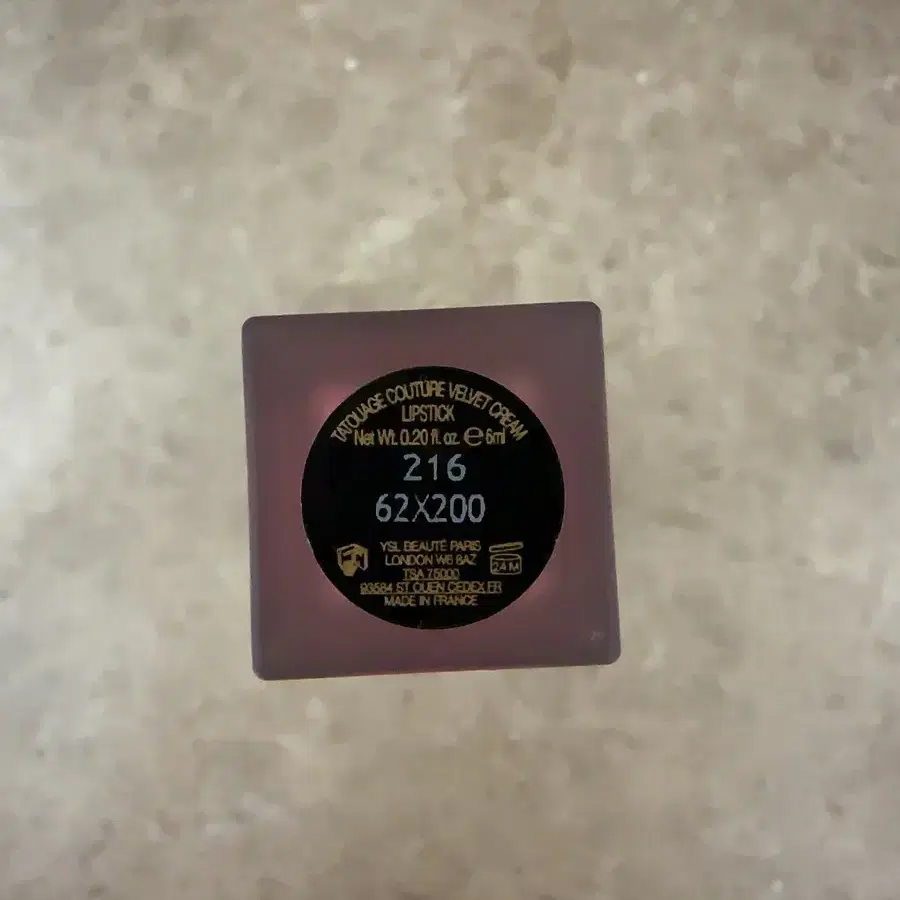 TATOUAGE COUTURE VELVET CREAM
LIPSTICK
Net Wt. 0.20 fl. oz. ℮ 6ml
216
62X200
YSL BEAUTÉ PARIS
LONDON W6 8AZ
TSA 75000
93584 ST OUEN CEDEX FR
MADE IN FRANCE
24 M